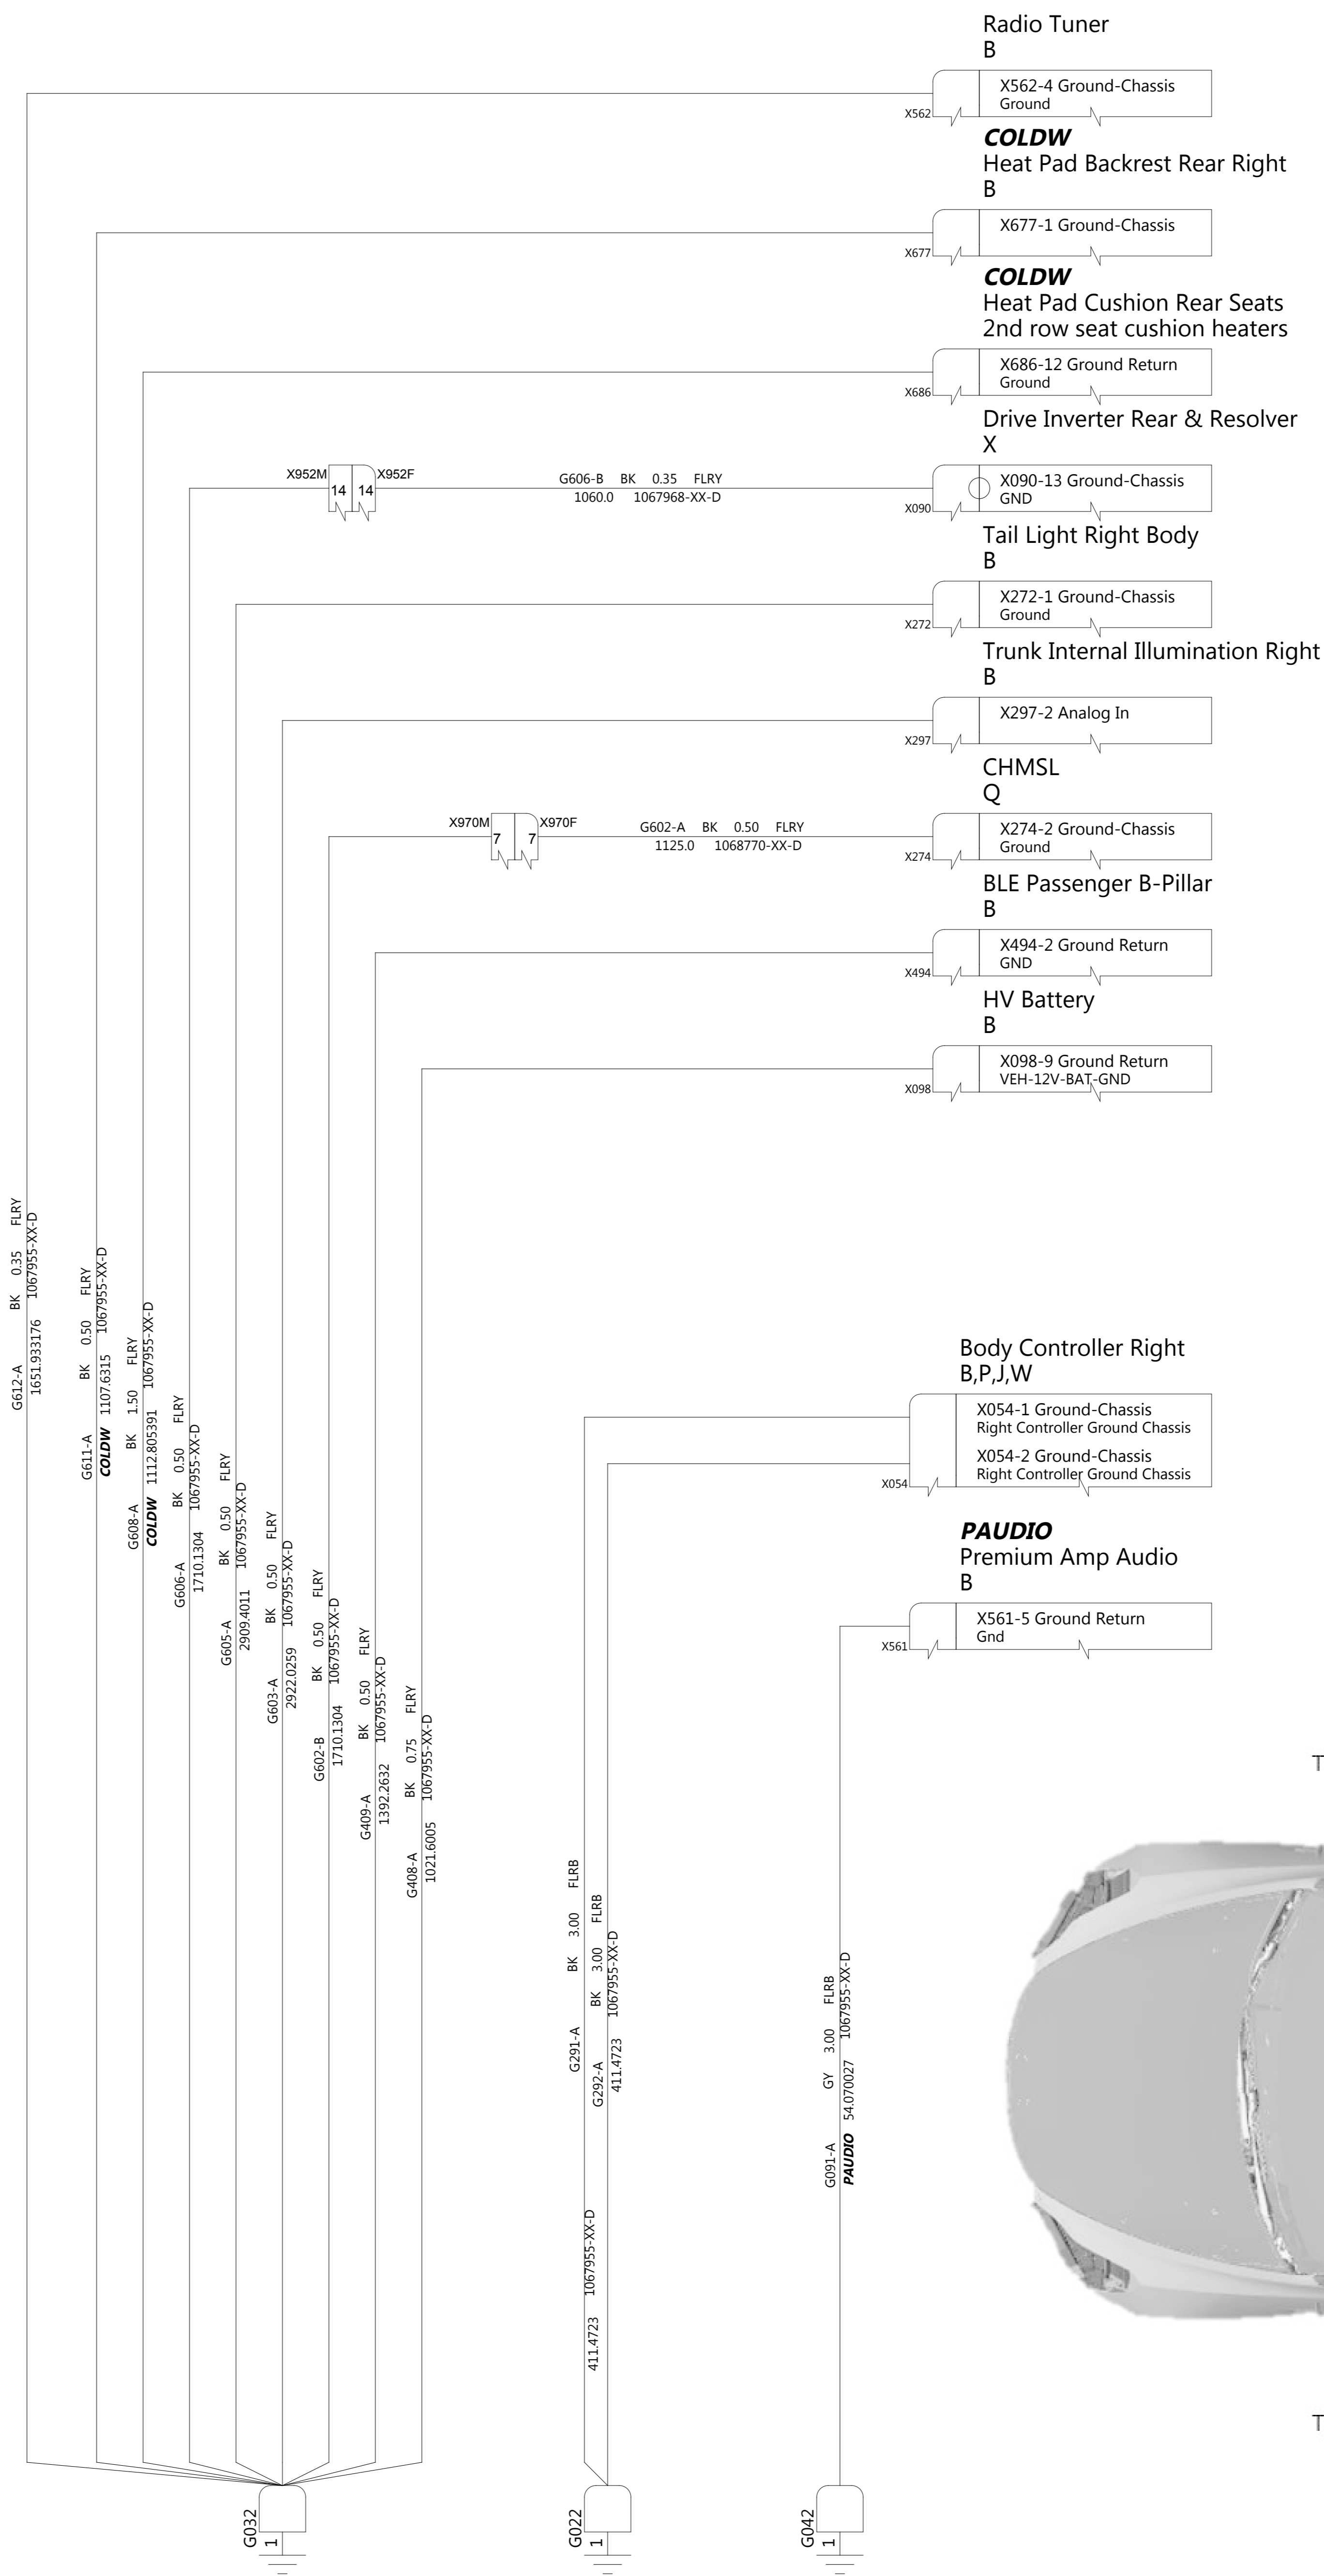 Radio Tuner
B
X562-4 Ground-Chassis
Ground
X562
COLDW
Heat Pad Backrest Rear Right
B
X677-1 Ground-Chassis
X677
COLDW
Heat Pad Cushion Rear Seats
2nd row seat cushion heaters
X686-12 Ground Return
Ground
X686
Drive Inverter Rear & Resolver
X
X952M 14 14 X952F
G606-B BK 0.35 FLRY
1060.0 1067968-XX-D
X090-13 Ground-Chassis
GND
X090
Tail Light Right Body
B
X272-1 Ground-Chassis
Ground
X272
Trunk Internal Illumination Right
B
X297-2 Analog In
X297
CHMSL
Q
X970M 7 7 X970F
G602-A BK 0.50 FLRY
1125.0 1068770-XX-D
X274-2 Ground-Chassis
Ground
X274
BLE Passenger B-Pillar
B
X494-2 Ground Return
GND
X494
HV Battery
B
X098-9 Ground Return
VEH-12V-BAT-GND
X098
G612-A BK 0.35 FLRY
1651.933176 1067955-XX-D
G611-A BK 0.50 FLRY
COLDW 1107.6315 1067955-XX-D
G608-A BK 1.50 FLRY
COLDW 1112.805391 1067955-XX-D
G606-A BK 0.50 FLRY
1710.1304 1067955-XX-D
G605-A BK 0.50 FLRY
2909.4011 1067955-XX-D
G603-A BK 0.50 FLRY
2922.0259 1067955-XX-D
G602-B BK 0.50 FLRY
1710.1304 1067955-XX-D
G409-A BK 0.50 FLRY
1392.2632 1067955-XX-D
G408-A BK 0.75 FLRY
1021.6005 1067955-XX-D
Body Controller Right
B,P,J,W
X054-1 Ground-Chassis
Right Controller Ground Chassis
X054-2 Ground-Chassis
Right Controller Ground Chassis
X054
PAUDIO
Premium Amp Audio
B
X561-5 Ground Return
Gnd
X561
G291-A BK 3.00 FLRB
411.4723 1067955-XX-D
G292-A BK 3.00 FLRB
411.4723 1067955-XX-D
G091-A GY 3.00 FLRB
PAUDIO 54.070027 1067955-XX-D
T
T
G032 1
G022 1
G042 1